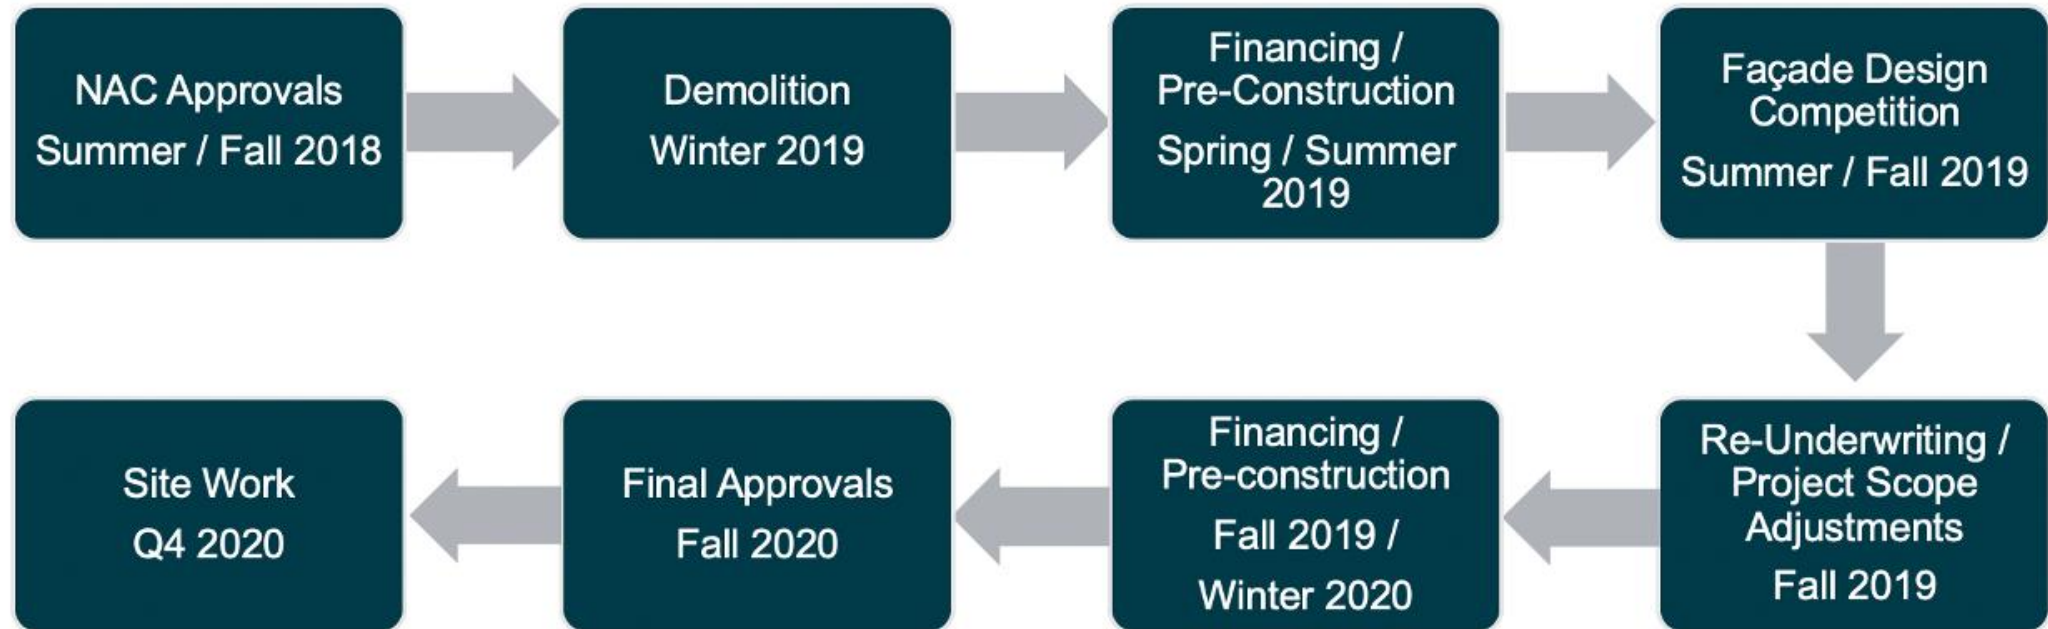 NAC Approvals
Summer / Fall 2018
Demolition
Winter 2019
Financing /
Pre-Construction
Spring / Summer
2019
Façade Design
Competition
Summer / Fall 2019
Re-Underwriting /
Project Scope
Adjustments
Fall 2019
Financing /
Pre-construction
Fall 2019 /
Winter 2020
Final Approvals
Fall 2020
Site Work
Q4 2020